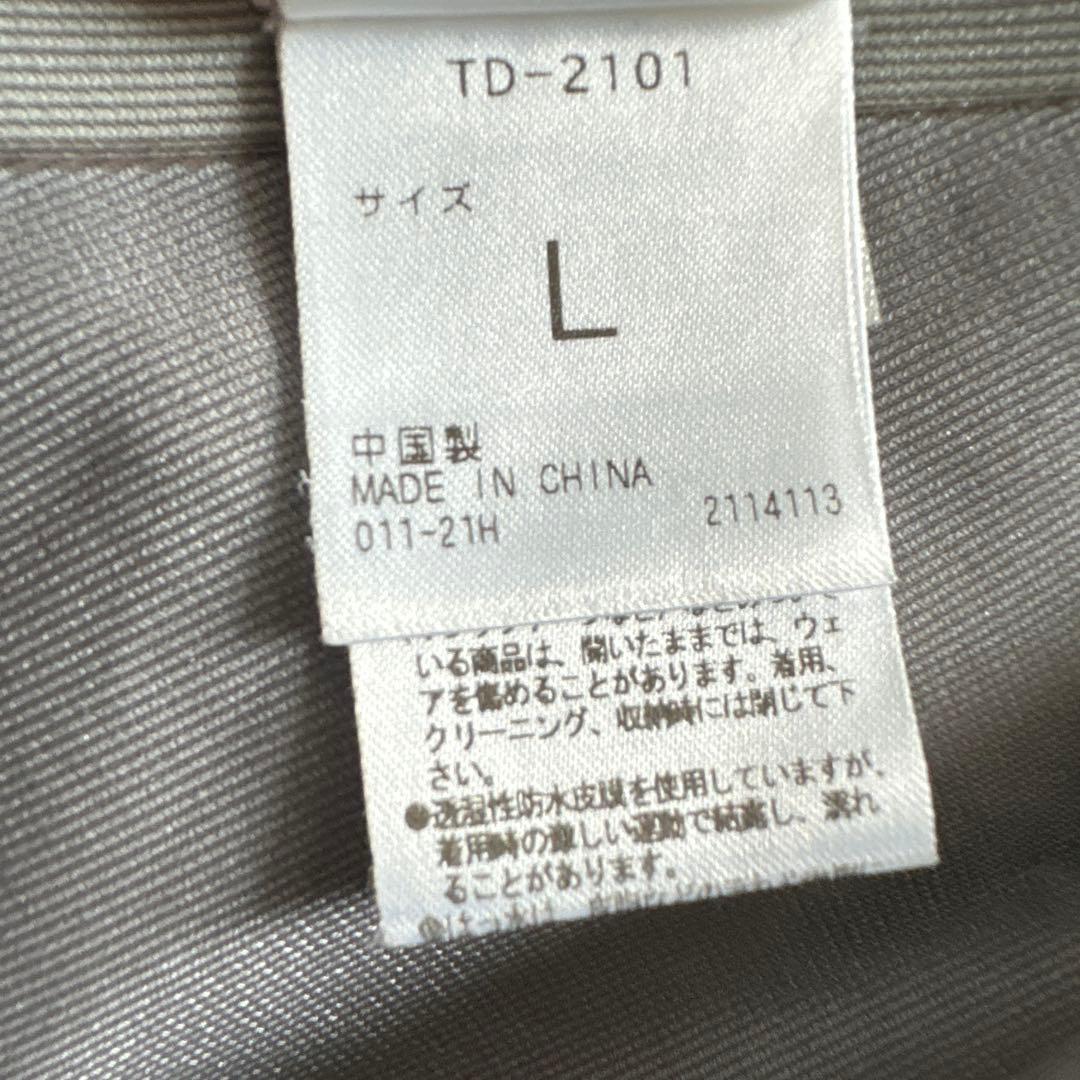 TD-2101
サイズ
L
中国製
MADE IN CHINA
011-21H 2114113
いる商品は、開いたままでは、ウェ
アを傷めることがあります。着用、
クリーニング、収納時には閉じて下
さい。
●透湿性防水皮膜を使用していますが、
着用時の激しい運動で結露し、濡れ
ることがあります。